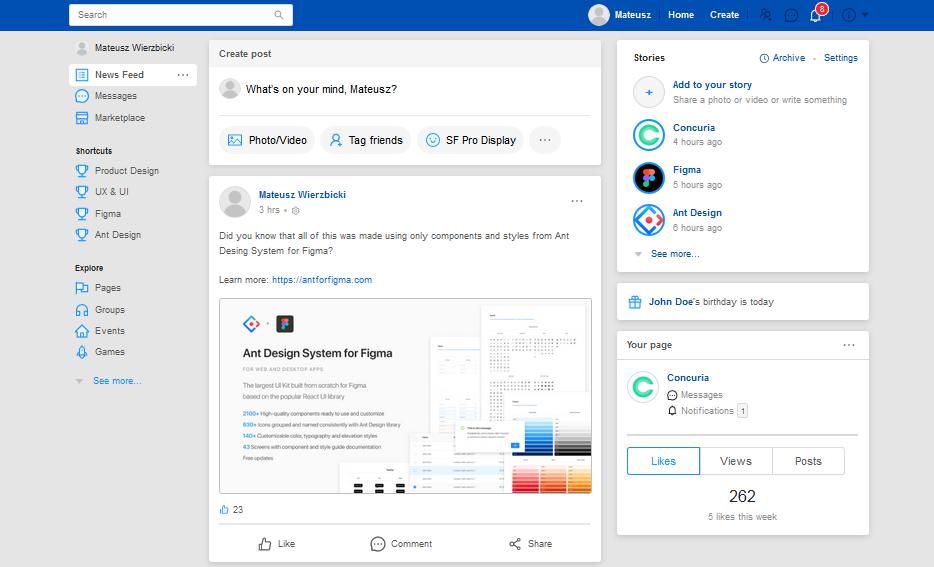 Search
Mateusz
Home
Create
8
Mateusz Wierzbicki
News Feed
Messages
Marketplace
Shortcuts
Product Design
UX & UI
Figma
Ant Design
Explore
Pages
Groups
Events
Games
See more...
Create post
What's on your mind, Mateusz?
Photo/Video
Tag friends
SF Pro Display
Mateusz Wierzbicki
3 hrs
Did you know that all of this was made using only components and styles from Ant
Desing System for Figma?
Learn more: https://antforfigma.com
Ant Design System for Figma
FOR WEB AND DESKTOP APPS
The largest UI Kit built from scratch for Figma
based on the popular React UI library
2100+ High-quality components ready to use and customize
630+ Icons grouped and named consistently with Ant Design library
140+ Customizable color, typography and elevation styles
43 Screens with component and style guide documentation
Free updates
23
Like
Comment
Share
Stories
Archive
Settings
Add to your story
Share a photo or video or write something
Concuria
4 hours ago
Figma
5 hours ago
Ant Design
6 hours ago
See more...
John Doe's birthday is today
Your page
Concuria
Messages
Notifications 1
Likes
Views
Posts
262
5 likes this week